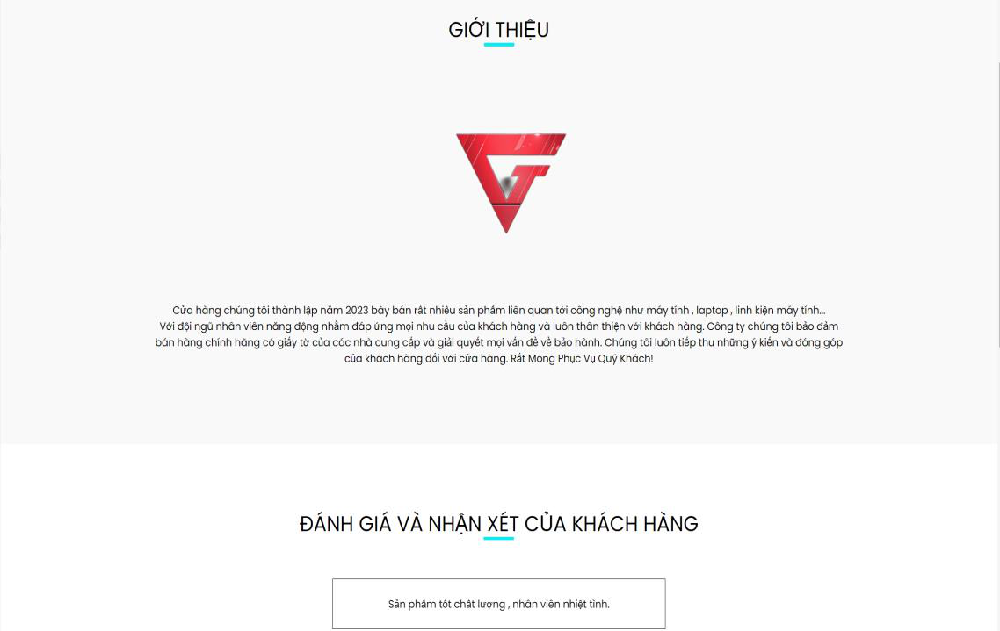 GIỚI THIỆU
Cửa hàng chúng tôi thành lập năm 2023 bày bán rất nhiều sản phẩm liên quan tới công nghệ như máy tính , laptop , linh kiện máy tính...
Với đội ngũ nhân viên năng động nhằm đáp ứng mọi nhu cầu của khách hàng và luôn thân thiện với khách hàng. Công ty chúng tôi bảo đảm
bán hàng chính hãng có giấy tờ của các nhà cung cấp và giải quyết mọi vấn đề về bảo hành. Chúng tôi luôn tiếp thu những ý kiến và đóng góp
của khách hàng đối với cửa hàng. Rất Mong Phục Vụ Quý Khách!
ĐÁNH GIÁ VÀ NHẬN XÉT CỦA KHÁCH HÀNG
Sản phẩm tốt chất lượng , nhân viên nhiệt tình.